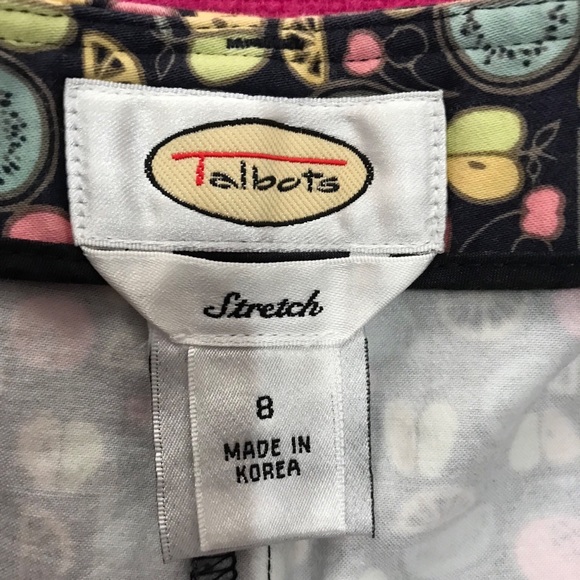 Talbots
Stretch
8
MADE IN
KOREA